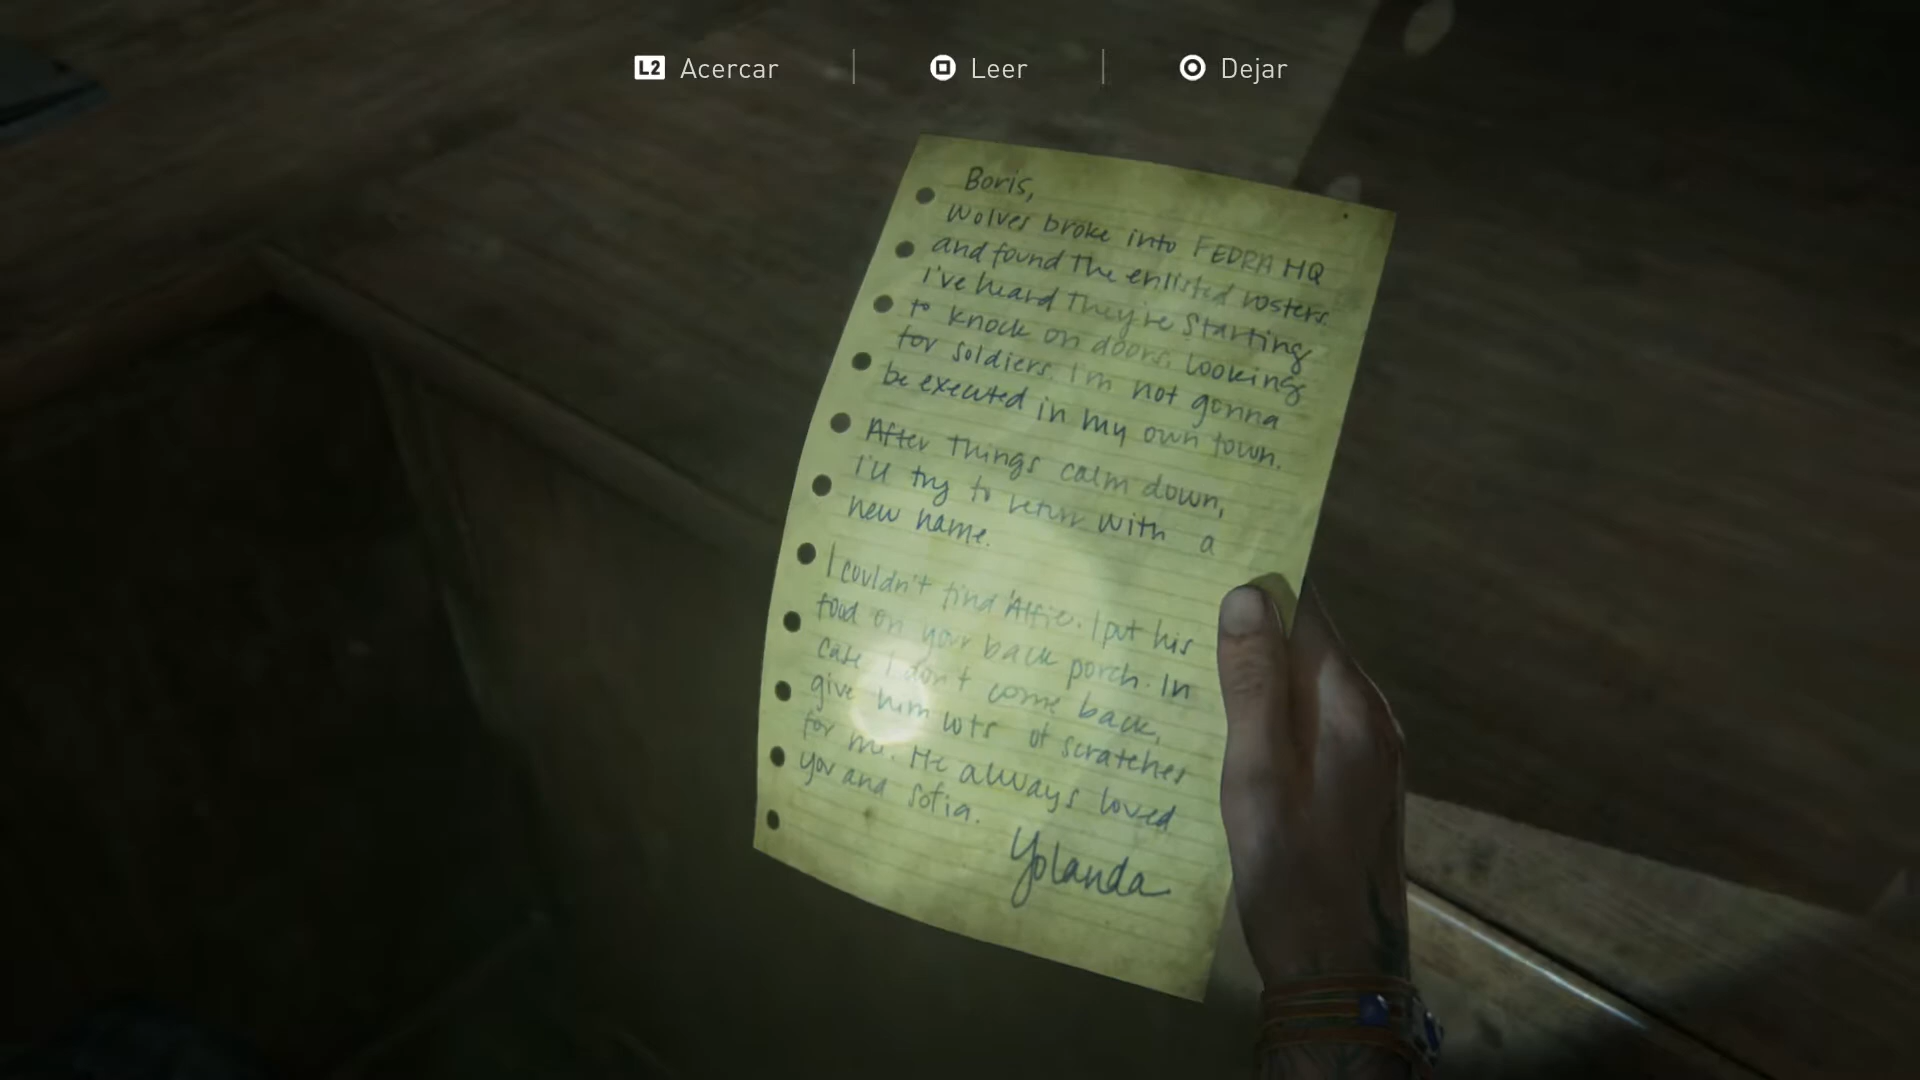 L2 Acercar
Leer
Dejar
Boris,
Wolves broke into FEDRA HQ
and found the enlisted rosters.
I've heard they're starting
to knock on doors, looking
for soldiers. I'm not gonna
be executed in my own town.
After things calm down,
I'll try to return with a
new name.
I couldn't find Alfie. I put his
food on your back porch. In
case I don't come back,
give him lots of scratches
for me. He always loved
you and Sofia.
Yolanda